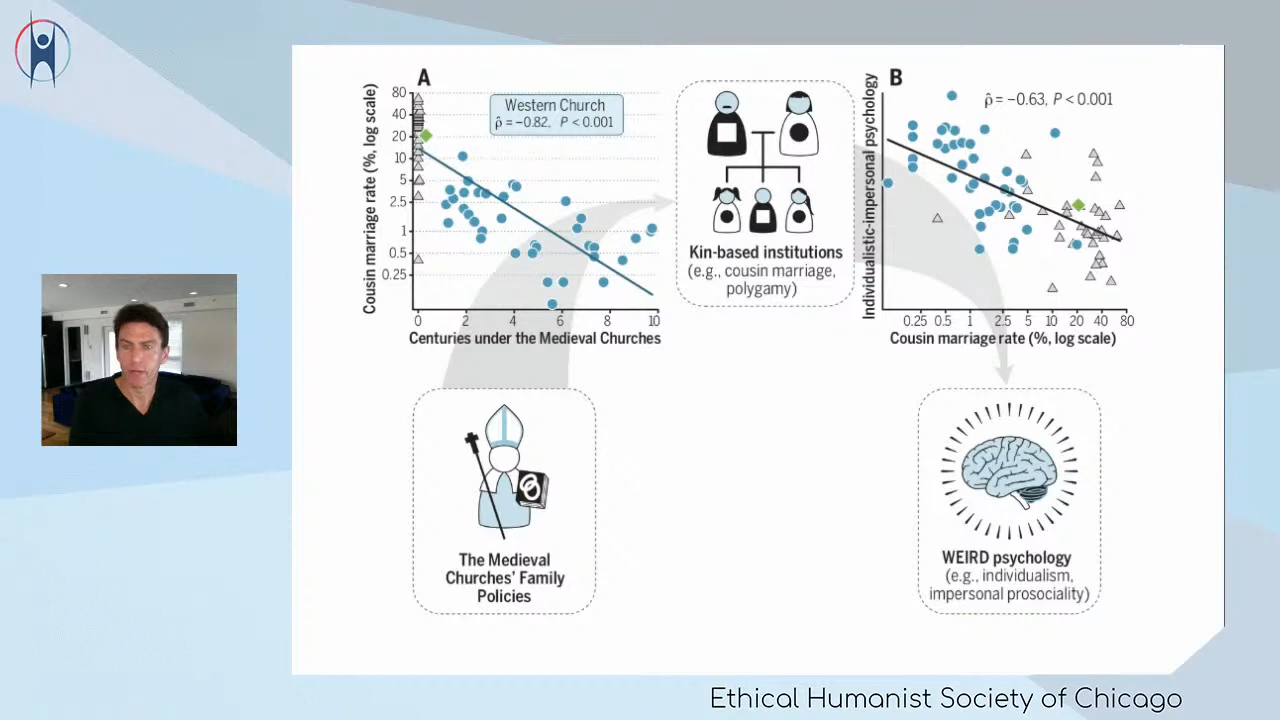 A
Cousin marriage rate (%, log scale)
80
40
20
10
5
2.5
1
0.5
0.25
Western Church
ρ̂ = −0.82, P < 0.001
0 2 4 6 8 10
Centuries under the Medieval Churches
Kin-based institutions
(e.g., cousin marriage,
polygamy)
B
Individualistic-impersonal psychology
ρ̂ = −0.63, P < 0.001
0.25 0.5 1 2.5 5 10 20 40 80
Cousin marriage rate (%, log scale)
The Medieval
Churches’ Family
Policies
WEIRD psychology
(e.g., individualism,
impersonal prosociality)
Ethical Humanist Society of Chicago